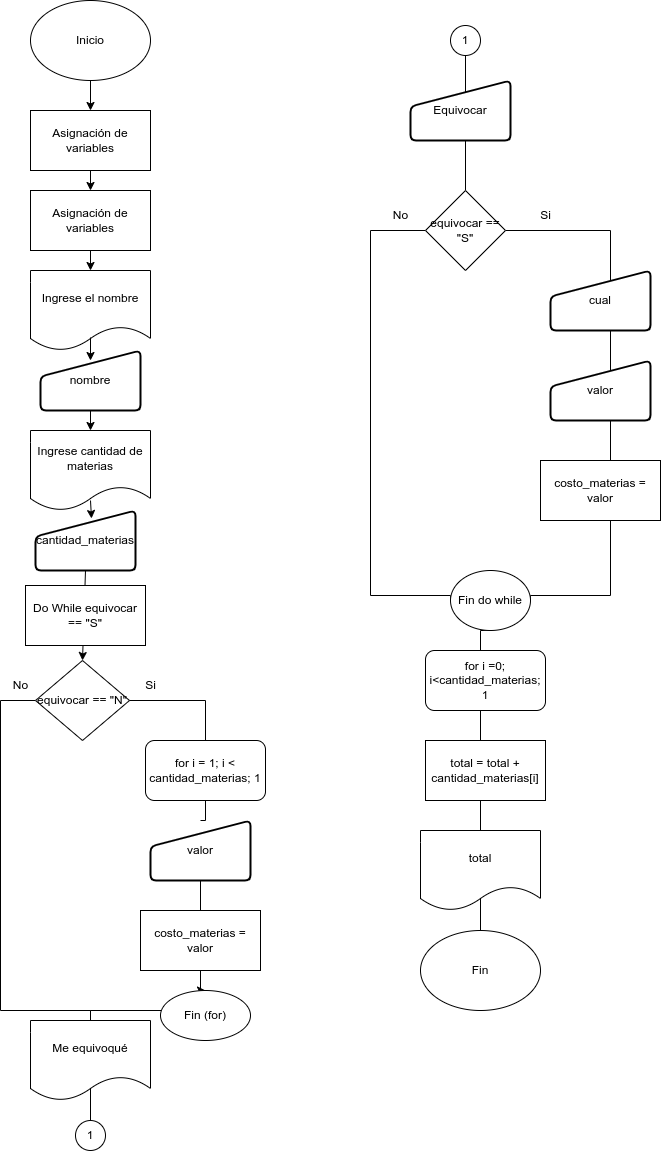 Inicio
Asignación de
variables
Asignación de
variables
Ingrese el nombre
nombre
Ingrese cantidad de
materias
cantidad_materias
Do While equivocar
== "S"
No
equivocar == "N"
Si
for i = 1; i <
cantidad_materias; 1
valor
costo_materias =
valor
Fin (for)
Me equivoqué
1
1
Equivocar
No
equivocar ==
"S"
Si
cual
valor
costo_materias =
valor
Fin do while
for i =0;
i<cantidad_materias;
1
total = total +
cantidad_materias[i]
total
Fin